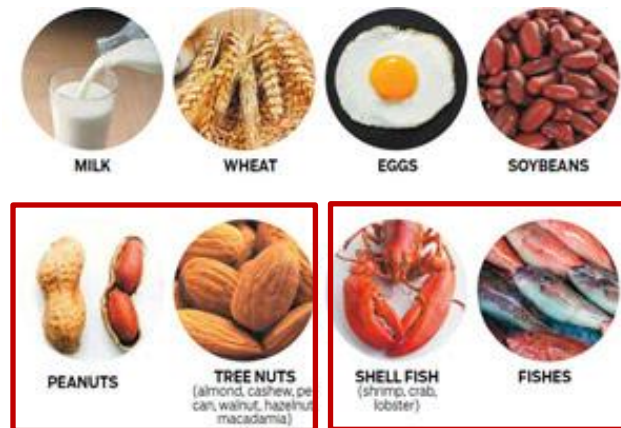 MILK
WHEAT
EGGS
SOYBEANS
PEANUTS
TREE NUTS
(almond, cashew, pe
can, walnut, hazelnut
macadamia)
SHELL FISH
(shrimp, crab,
lobster)
FISHES